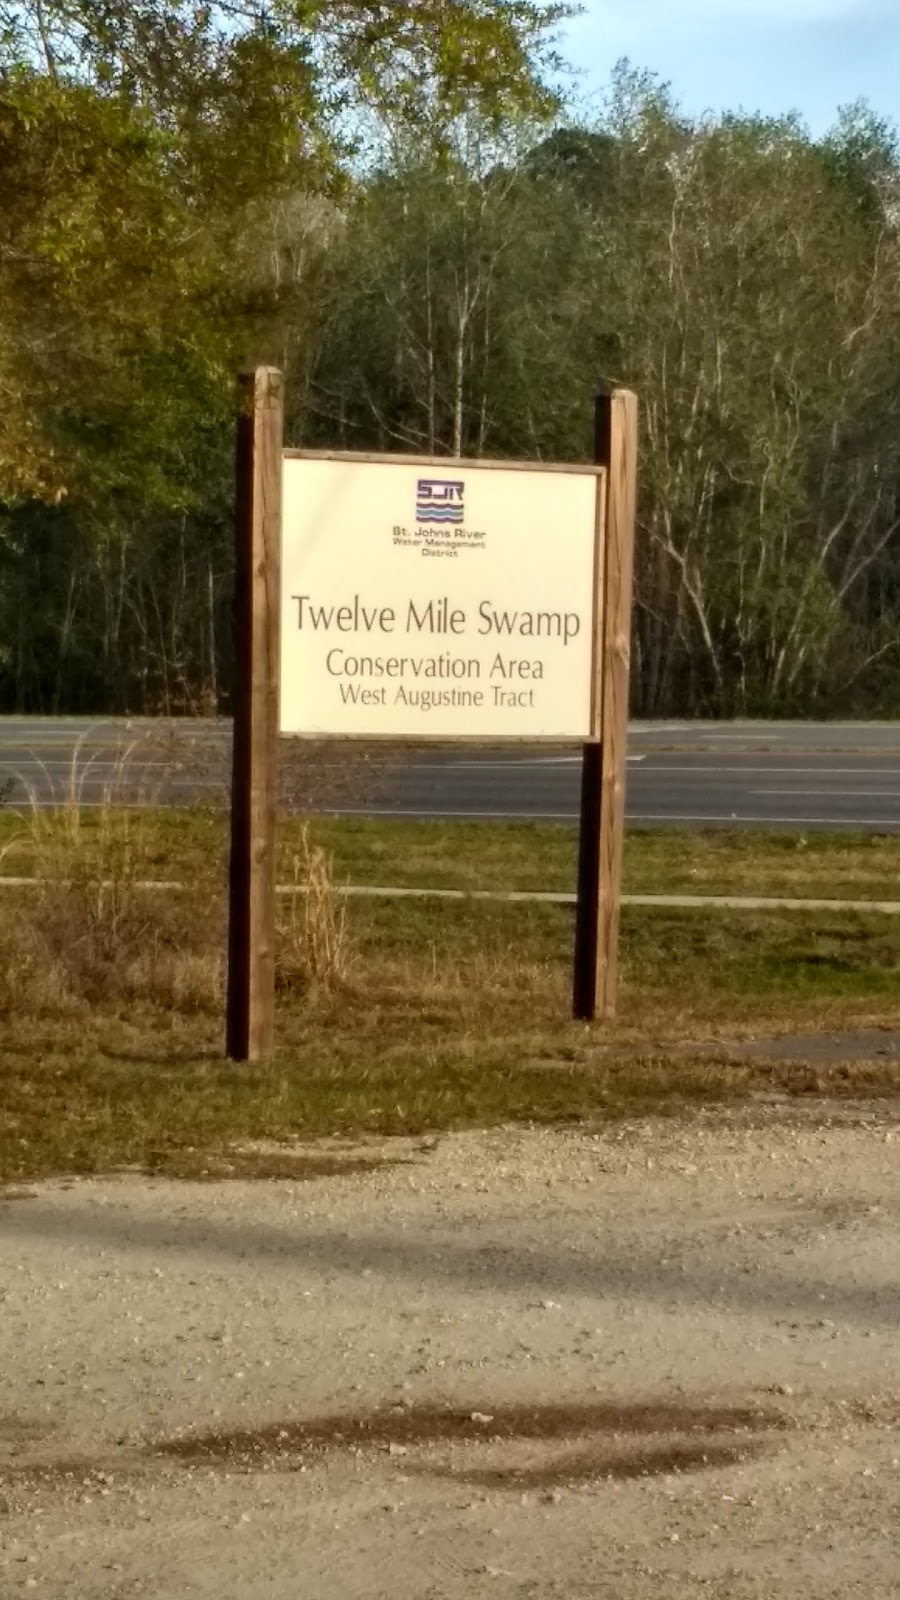 SJR
St. Johns River
Water Management
District
Twelve Mile Swamp
Conservation Area
West Augustine Tract